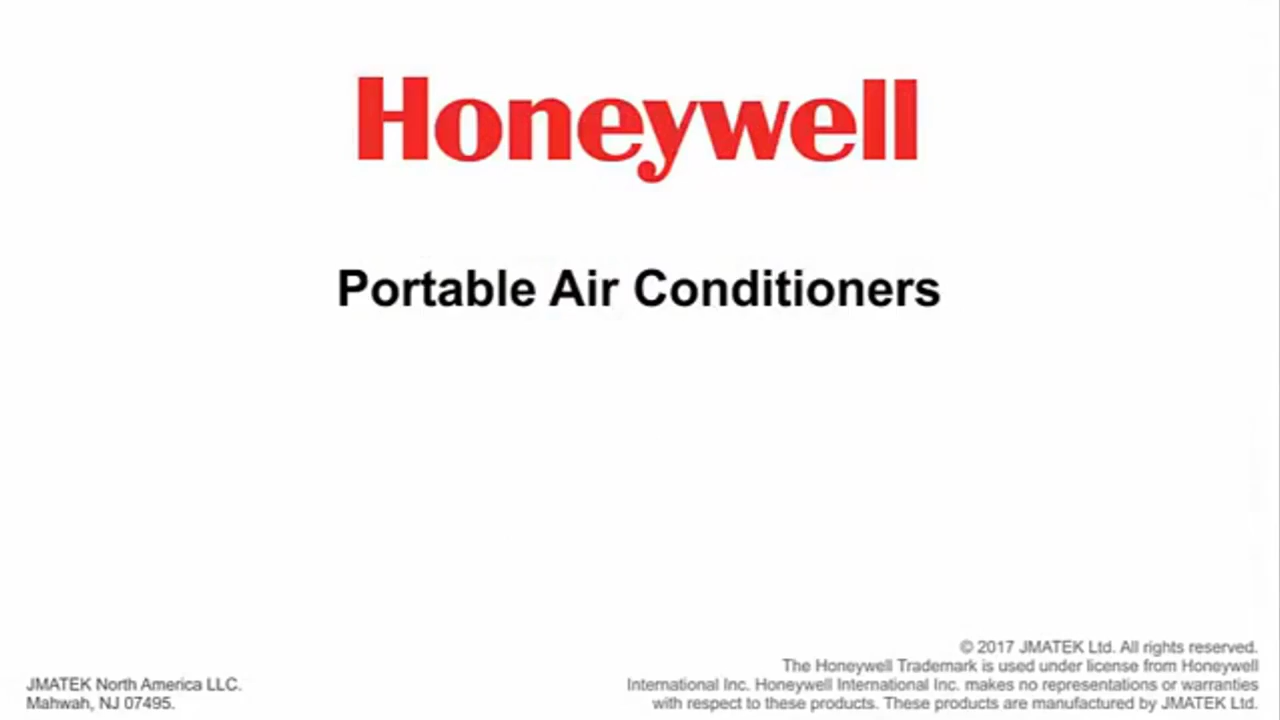 Honeywell
Portable Air Conditioners
JMATEK North America LLC.
Mahwah, NJ 07495.
© 2017 JMATEK Ltd. All rights reserved.
The Honeywell Trademark is used under license from Honeywell
International Inc. Honeywell International Inc. makes no representations or warranties
with respect to these products. These products are manufactured by JMATEK Ltd.